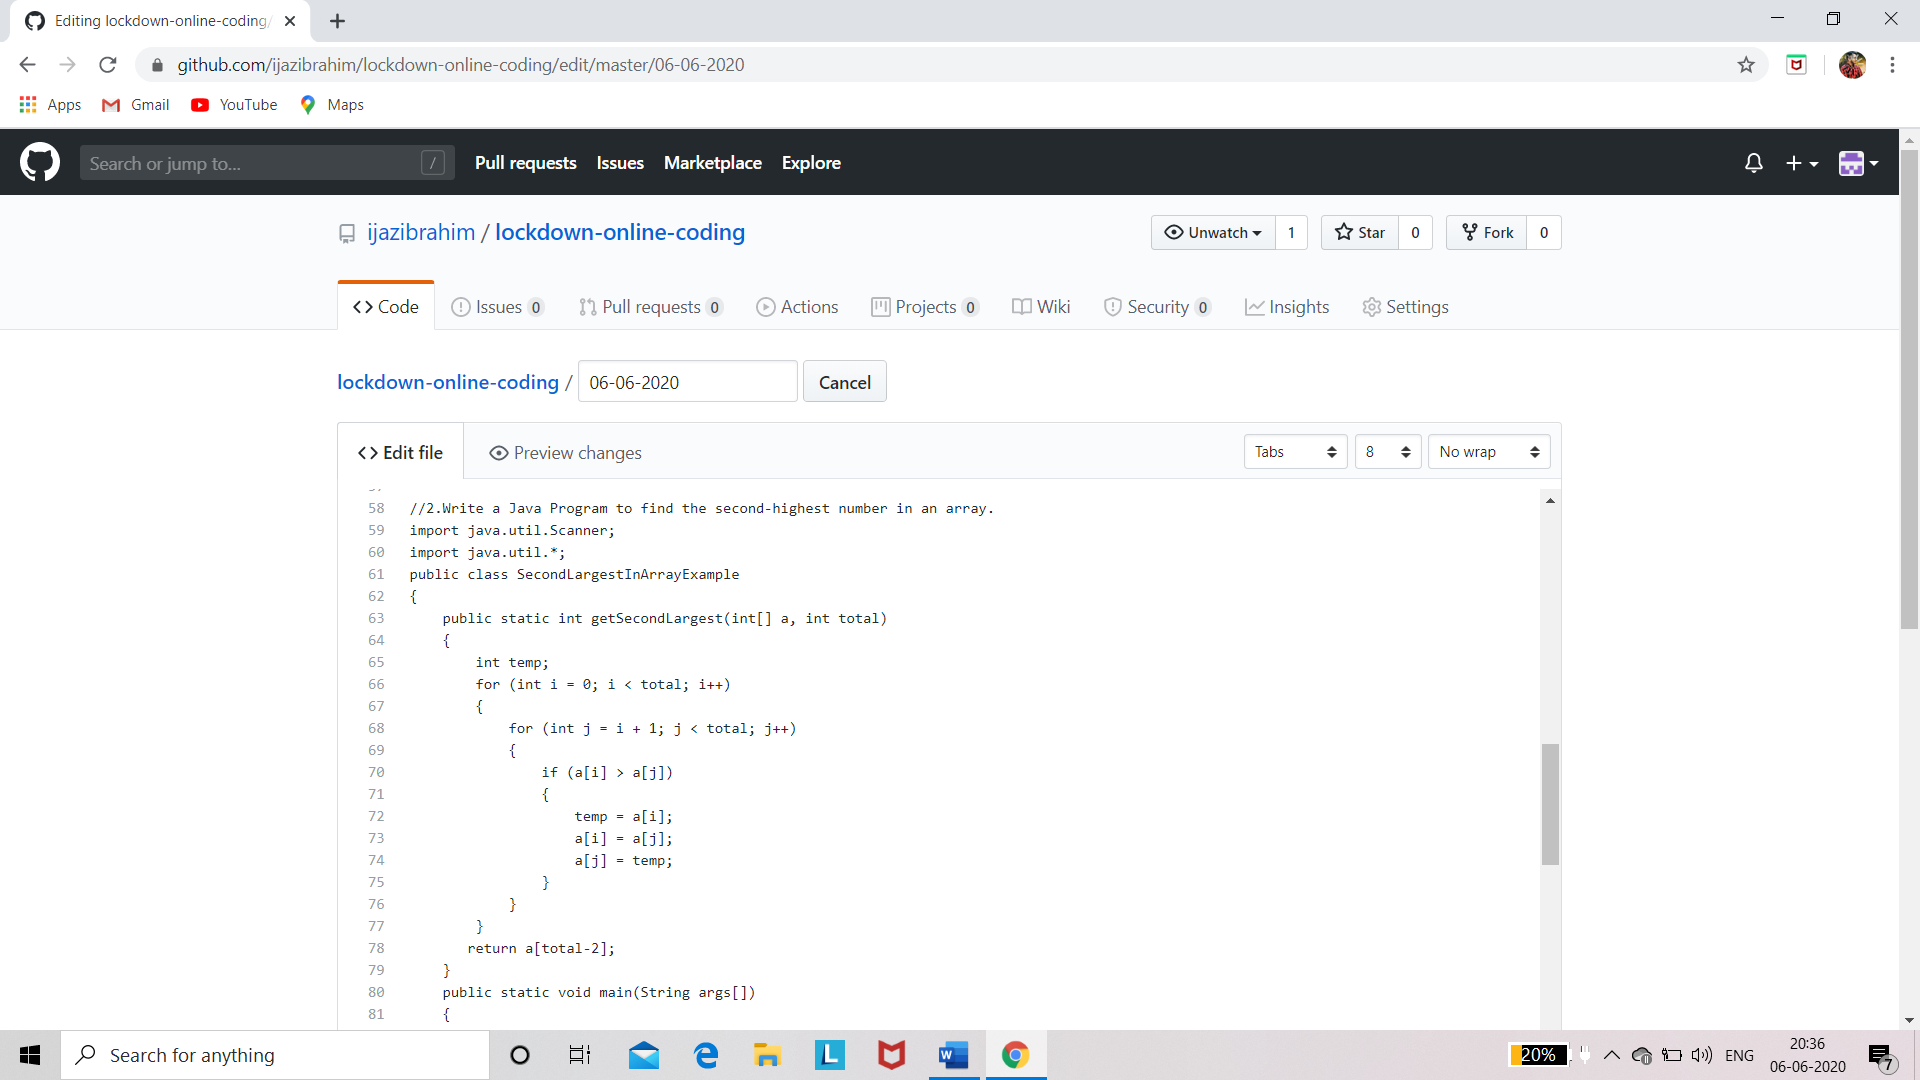 Editing lockdown-online-coding/
github.com/ijazibrahim/lockdown-online-coding/edit/master/06-06-2020
Apps Gmail YouTube Maps
Search or jump to... / Pull requests Issues Marketplace Explore
ijazibrahim / lockdown-online-coding Unwatch 1 Star 0 Fork 0
Code Issues 0 Pull requests 0 Actions Projects 0 Wiki Security 0 Insights Settings
lockdown-online-coding / 06-06-2020 Cancel
Edit file Preview changes Tabs 8 No wrap
58 //2.Write a Java Program to find the second-highest number in an array.
59 import java.util.Scanner;
60 import java.util.*;
61 public class SecondLargestInArrayExample
62 {
63 public static int getSecondLargest(int[] a, int total)
64 {
65 int temp;
66 for (int i = 0; i < total; i++)
67 {
68 for (int j = i + 1; j < total; j++)
69 {
70 if (a[i] > a[j])
71 {
72 temp = a[i];
73 a[i] = a[j];
74 a[j] = temp;
75 }
76 }
77 }
78 return a[total-2];
79 }
80 public static void main(String args[])
81 {
Search for anything
20% ENG
20:36
06-06-2020
7